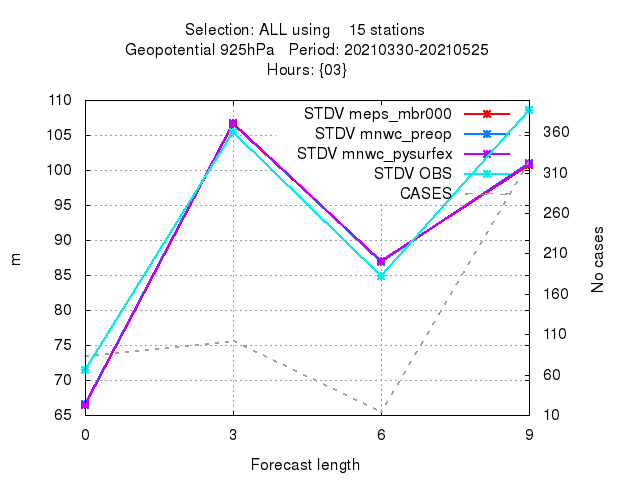 Selection: ALL using 15 stations
Geopotential 925hPa Period: 20210330-20210525
Hours: {03}
STDV meps_mbr000
STDV mnwc_preop
STDV mnwc_pysurfex
STDV OBS
CASES
110
105
100
95
90
85
80
75
70
65
m
360
310
260
210
160
110
60
10
No cases
0 3 6 9
Forecast length